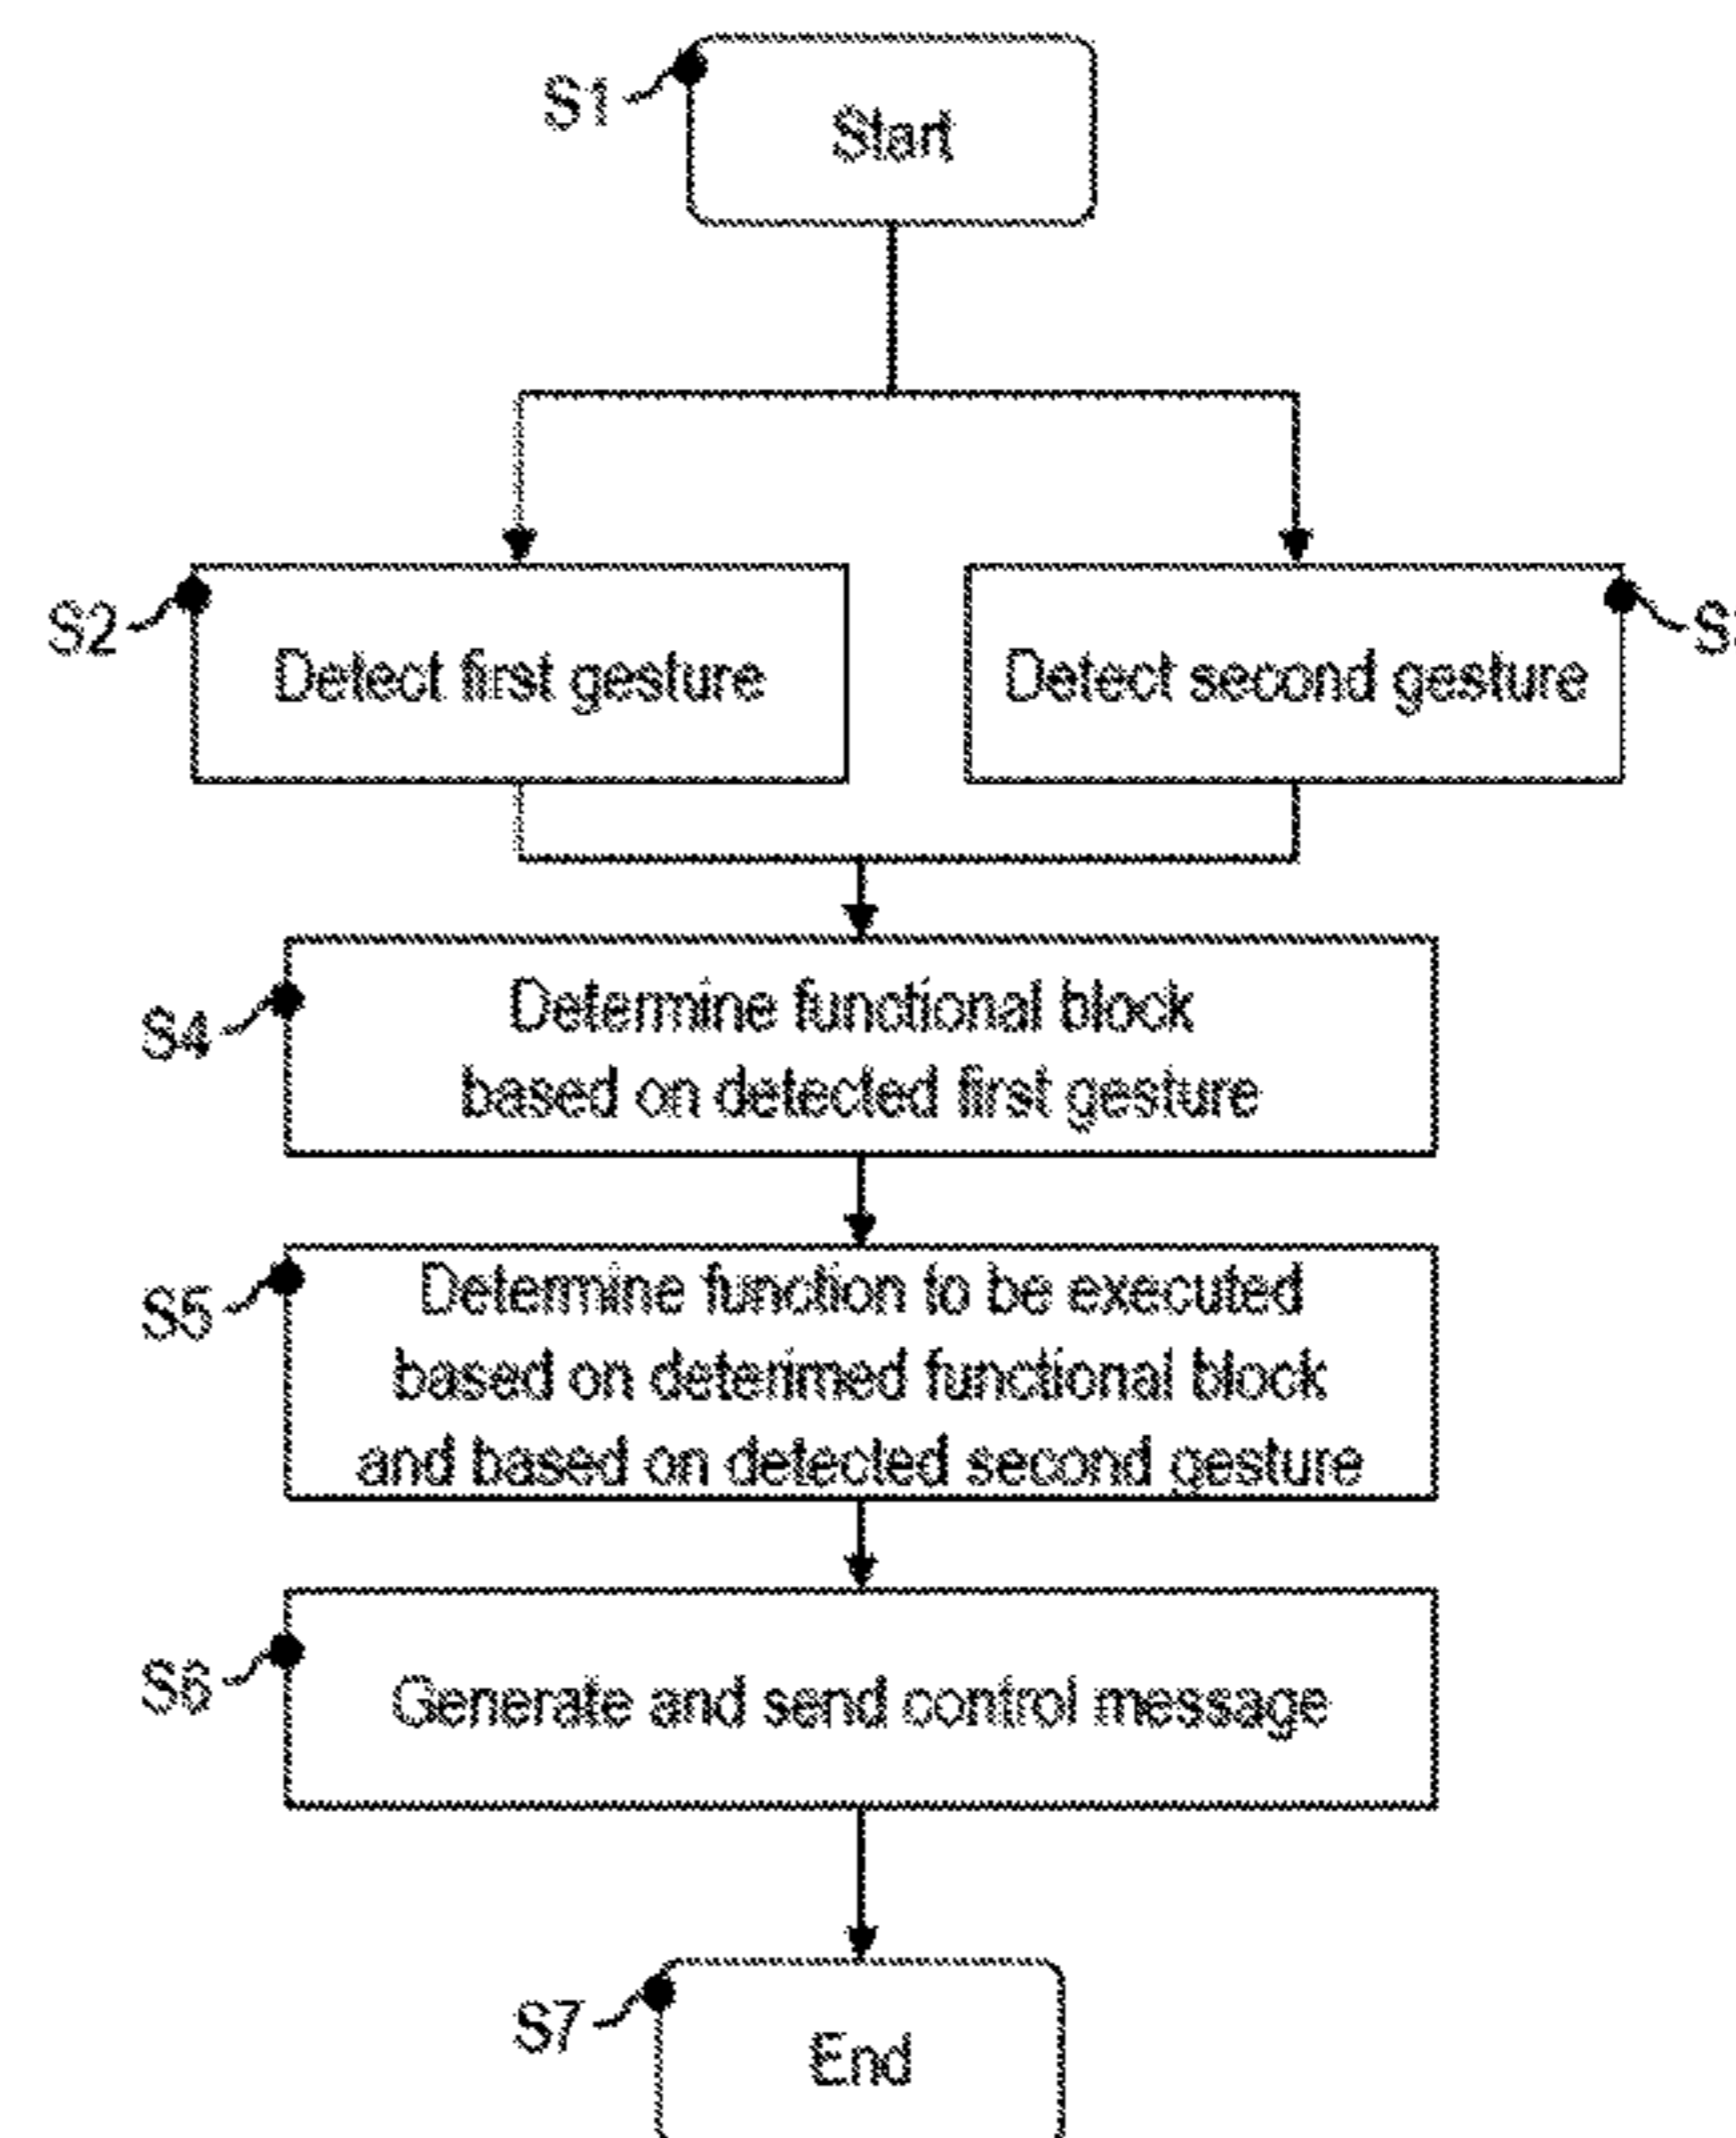 S1
Start
S2
Detect first gesture
Detect second gesture
S4
Determine functional block
based on detected first gesture
S5
Determine function to be executed
based on deterimed functional block
and based on detected second gesture
S6
Generate and send control message
S7
End